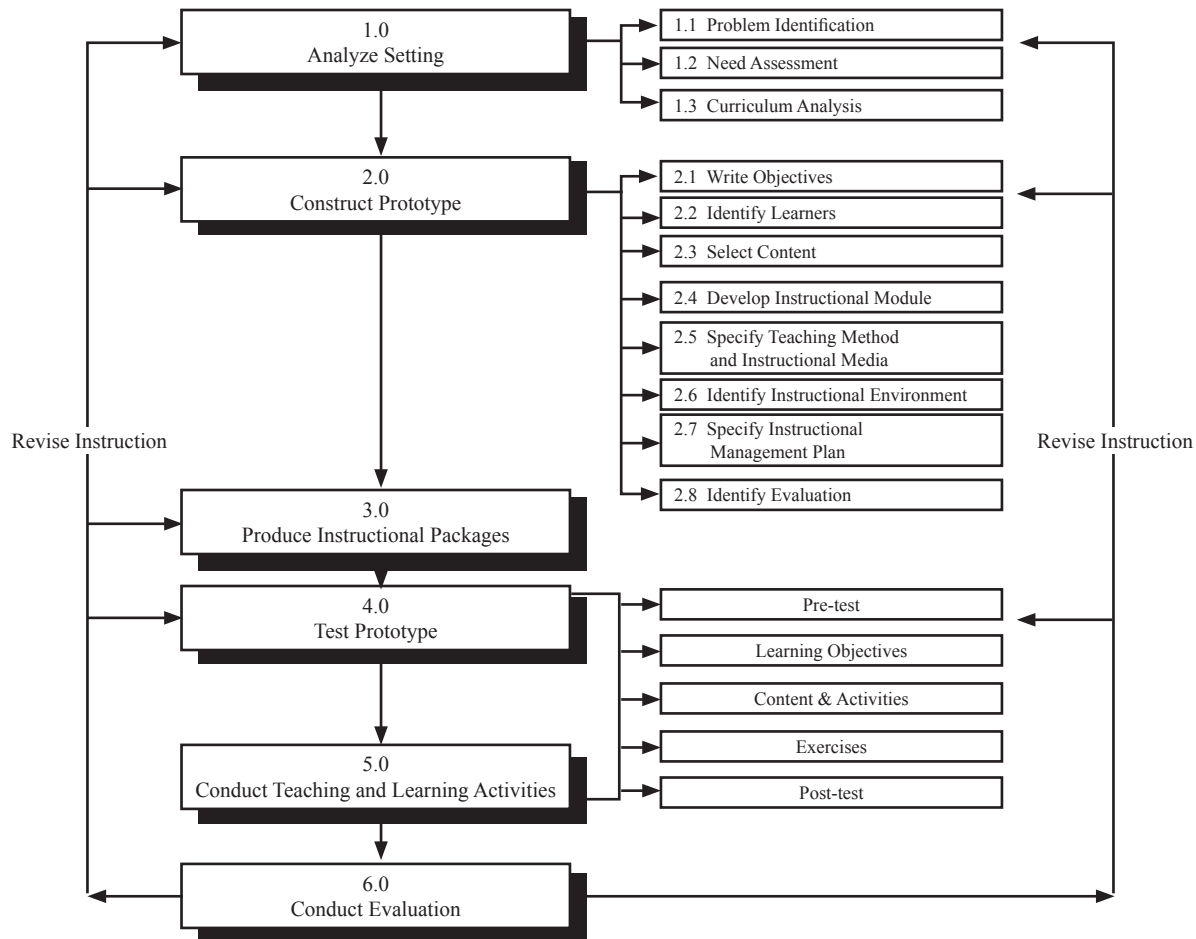 1.0
Analyze Setting
1.1 Problem Identification
1.2 Need Assessment
1.3 Curriculum Analysis
2.0
Construct Prototype
2.1 Write Objectives
2.2 Identify Learners
2.3 Select Content
2.4 Develop Instructional Module
2.5 Specify Teaching Method
and Instructional Media
2.6 Identify Instructional Environment
2.7 Specify Instructional
Management Plan
2.8 Identify Evaluation
Revise Instruction
Revise Instruction
3.0
Produce Instructional Packages
4.0
Test Prototype
Pre-test
Learning Objectives
Content & Activities
Exercises
Post-test
5.0
Conduct Teaching and Learning Activities
6.0
Conduct Evaluation